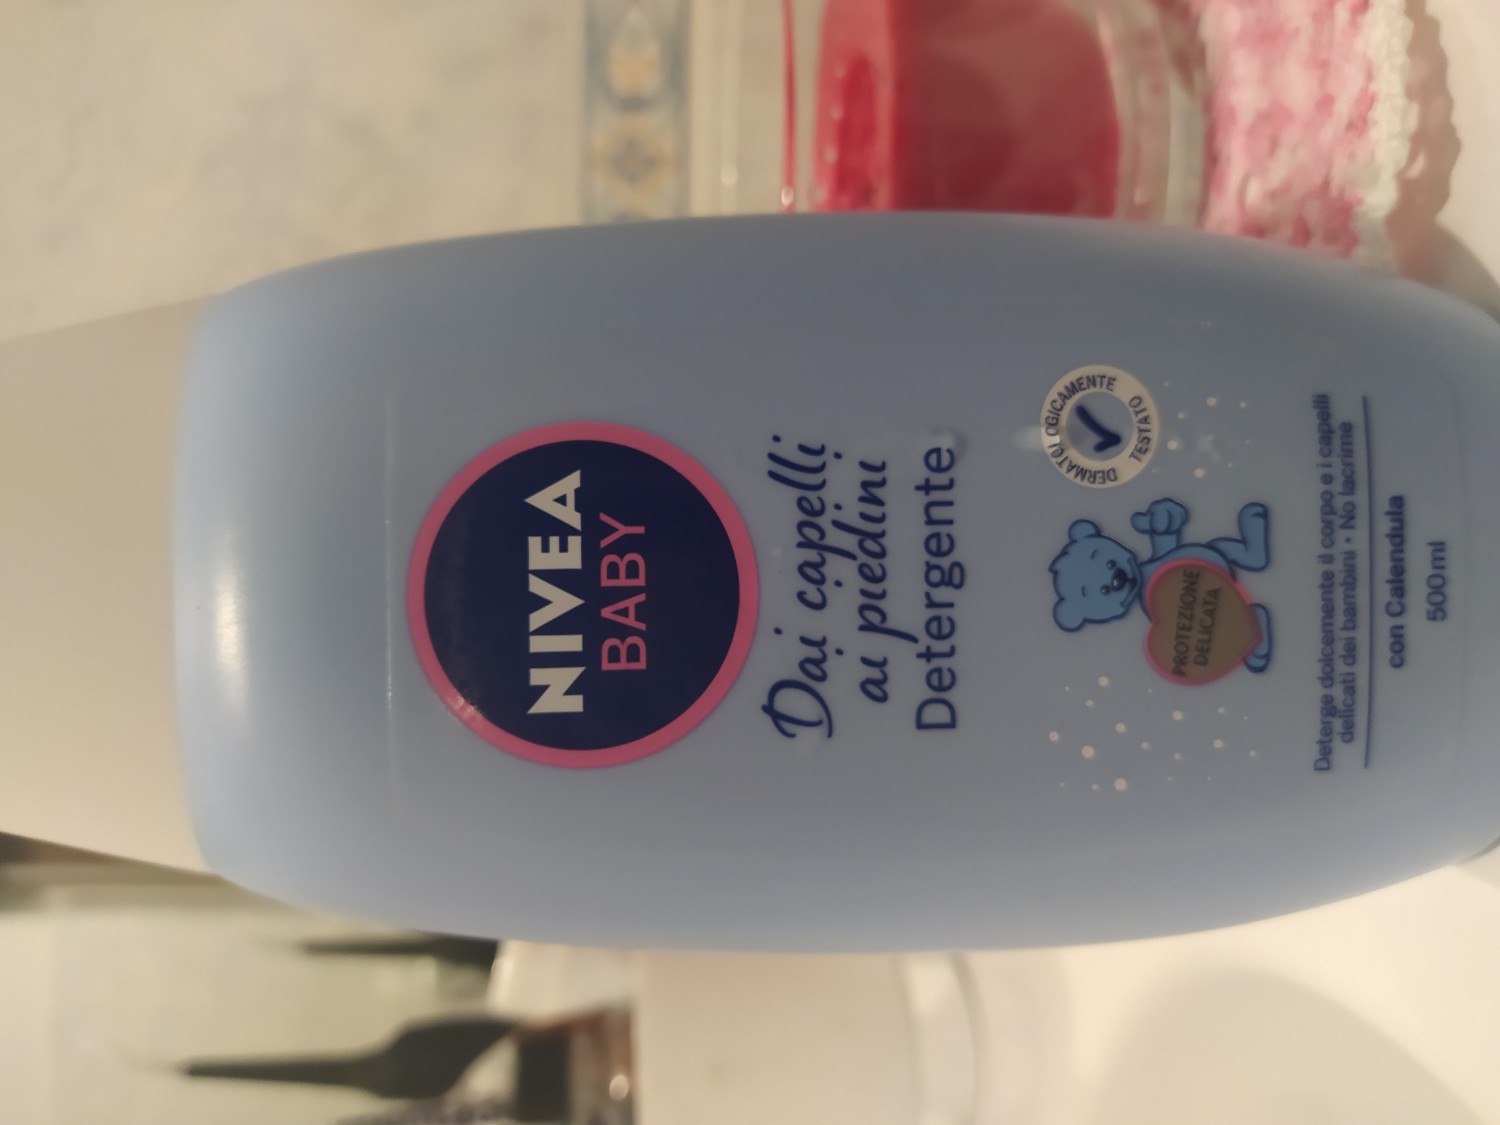 NIVEA
BABY
Dai capelli
ai piedini
Detergente
DERMATOLOGICAMENTE TESTATO
PROTEZIONE
DELICATA
Deterge dolcemente il corpo e i capelli
delicati dei bambini • No lacrime
con Calendula
500ml